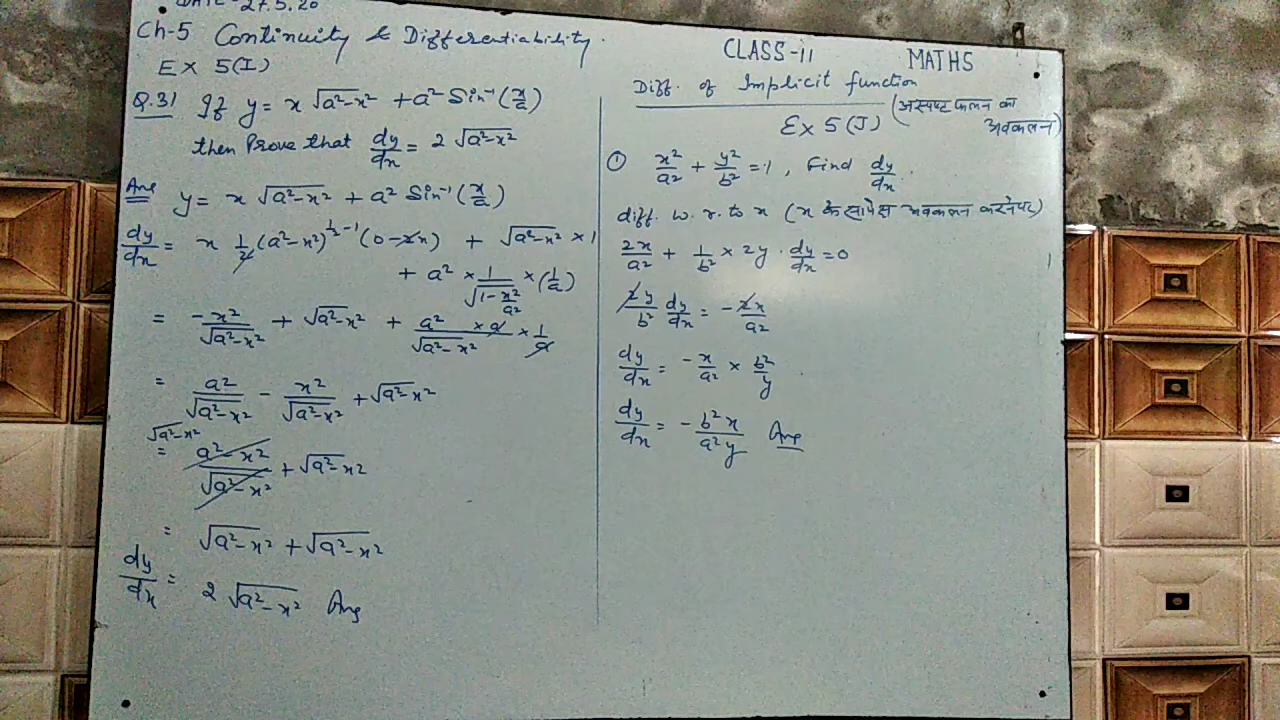 DATE-27.5.20
Ch-5 Continuity & Differentiability.
EX 5(I)
Q.31 If y = x √a²-x² + a² Sin⁻¹(x/a)
then Prove that dy/dx = 2 √a²-x²
Ans y = x √a²-x² + a² Sin⁻¹(x/a)
dy/dx = x 1/2 (a²-x²)^(1/2-1) (0-2x) + √a²-x² × 1
+ a² × 1/√(1-x²/a²) × (1/a)
= -x²/√a²-x² + √a²-x² + a² × a/√a²-x² × 1/a
= a²/√a²-x² - x²/√a²-x² + √a²-x²
√a²-x²
= a²-x²/√a²-x² + √a²-x²
= √a²-x² + √a²-x²
dy/dx = 2 √a²-x² Ans
CLASS-11 MATHS
Diff. of Implicit function
(अस्पष्ट फलन का
अवकलन)
EX 5(J)
① x²/a² + y²/b² = 1, Find dy/dx.
diff. w.r.to x (x के सापेक्ष अवकलन करनेपर)
2x/a² + 1/b² × 2y · dy/dx = 0
2y/b² dy/dx = -2x/a²
dy/dx = -x/a² × b²/y
dy/dx = -b²x/a²y Ans